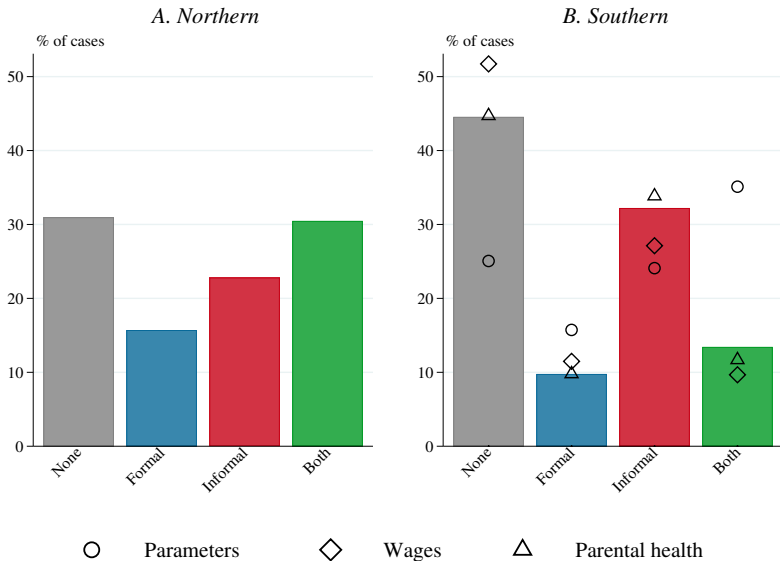 A. Northern
% of cases
50
40
30
20
10
0
None
Formal
Informal
Both
B. Southern
% of cases
50
40
30
20
10
0
None
Formal
Informal
Both
Parameters Wages Parental health